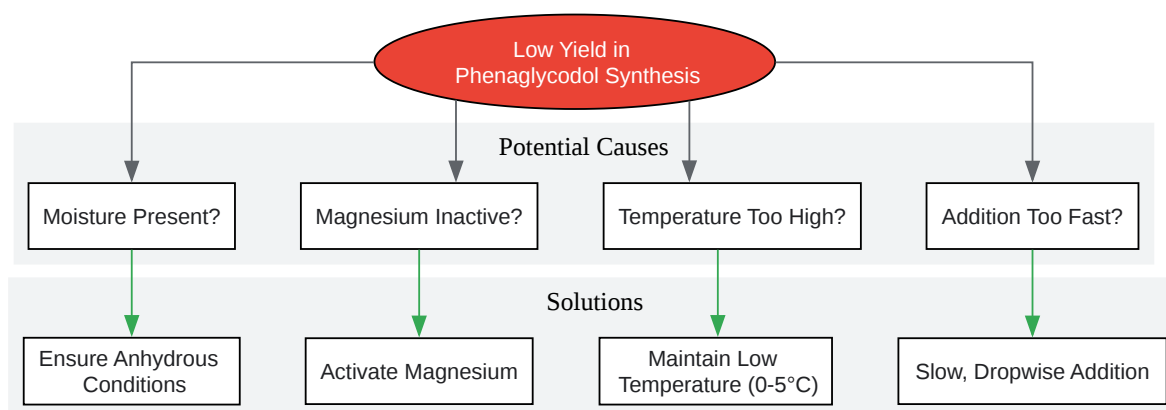 Low Yield in
Phenaglycodol Synthesis
Potential Causes
Moisture Present?
Magnesium Inactive?
Temperature Too High?
Addition Too Fast?
Solutions
Ensure Anhydrous
Conditions
Activate Magnesium
Maintain Low
Temperature (0-5°C)
Slow, Dropwise Addition